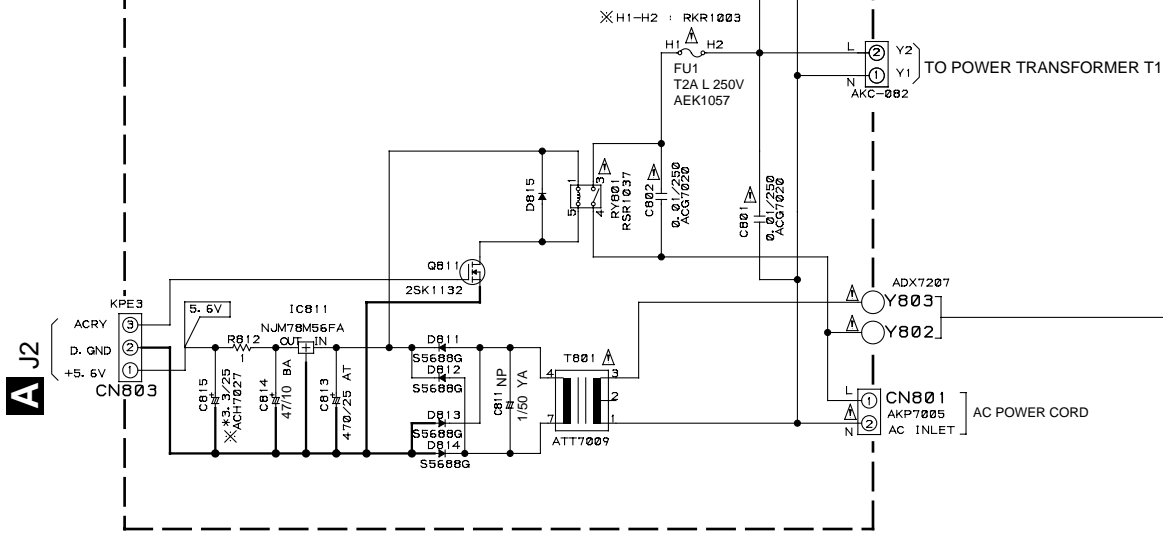 ※H1-H2 : RKR1003
H1 H2
FU1
T2A L 250V
AEK1057
L 2 Y2
N 1 Y1
AKC-082
TO POWER TRANSFORMER T1
D815
1 3
5 4
RY801
RSR1037
C802
0.01/250
ACG7020
C801
0.01/250
ACG7020
Q811
2SK1132
ADX7207
Y803
Y802
KPE3
ACRY 3
D.GND 2
+5.6V 1
CN803
A J2
5.6V
R812
1
IC811
NJM78M56FA
OUT IN
C815
※*3.3/25
ACH7027
C814
47/10 BA
C813
470/25 AT
D811
S5688G
D812
S5688G
D813
S5688G
D814
S5688G
C811 NP
1/50 YA
T801
4 3
2
7 1
ATT7009
L 1
N 2
CN801
AKP7005
AC INLET
AC POWER CORD